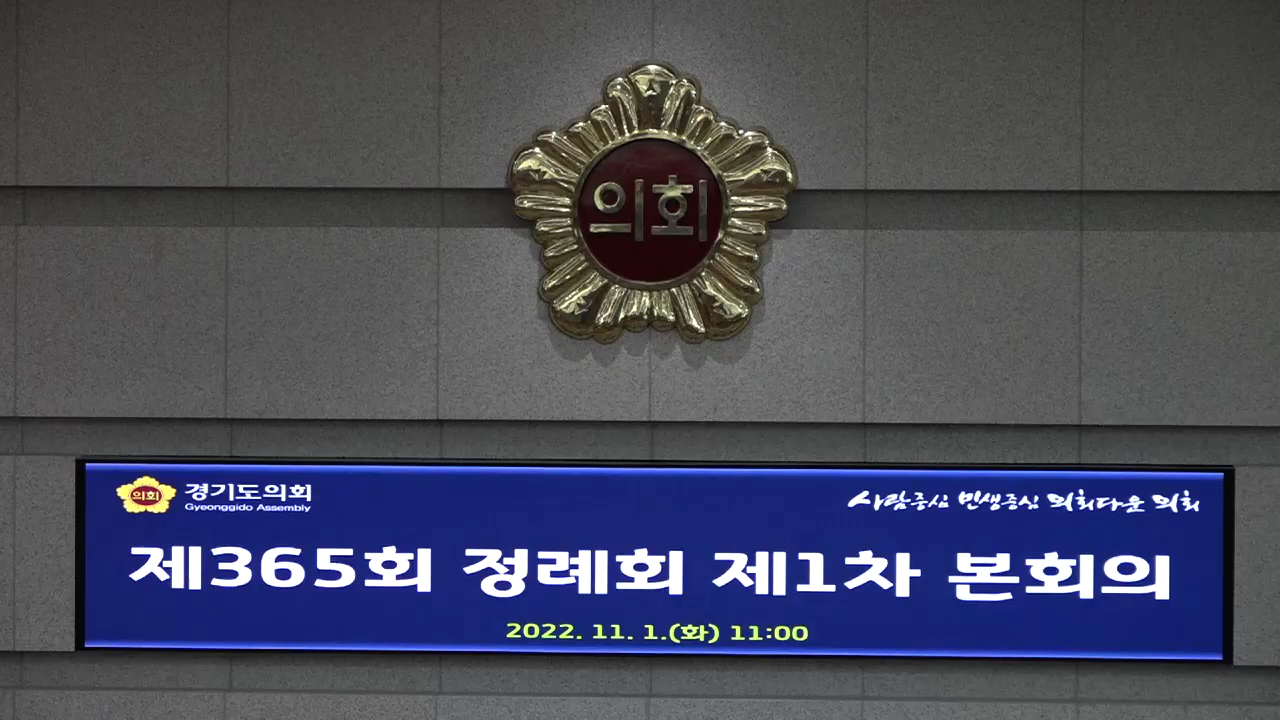 의회
의회
경기도의회
Gyeonggido Assembly
사람중심 민생중심 의회다운 의회
제365회 정례회 제1차 본회의
2022. 11. 1.(화) 11:00